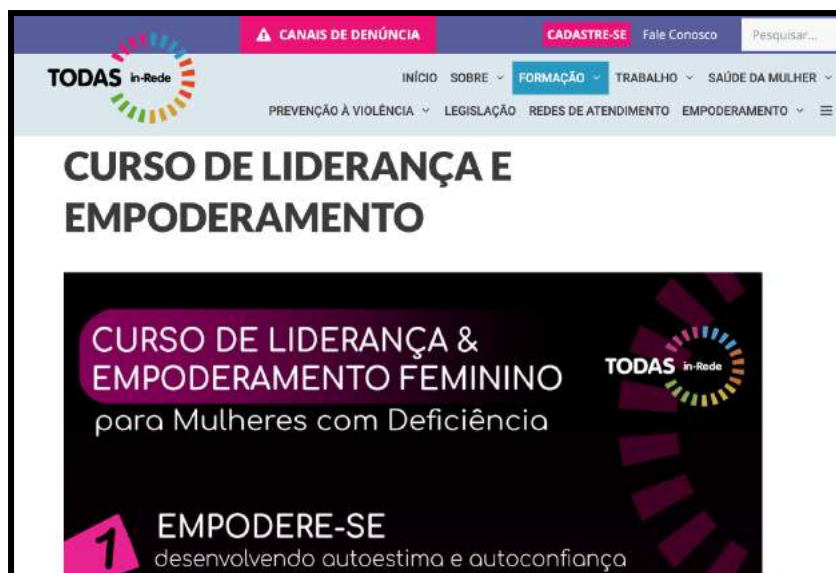 CANAIS DE DENÚNCIA
CADASTRE-SE Fale Conosco Pesquisar...
TODAS in-Rede
INÍCIO SOBRE FORMAÇÃO TRABALHO SAÚDE DA MULHER
PREVENÇÃO À VIOLÊNCIA LEGISLAÇÃO REDES DE ATENDIMENTO EMPODERAMENTO
CURSO DE LIDERANÇA E
EMPODERAMENTO
CURSO DE LIDERANÇA &
EMPODERAMENTO FEMININO
para Mulheres com Deficiência
TODAS in-Rede
1
EMPODERE-SE
desenvolvendo autoestima e autoconfiança